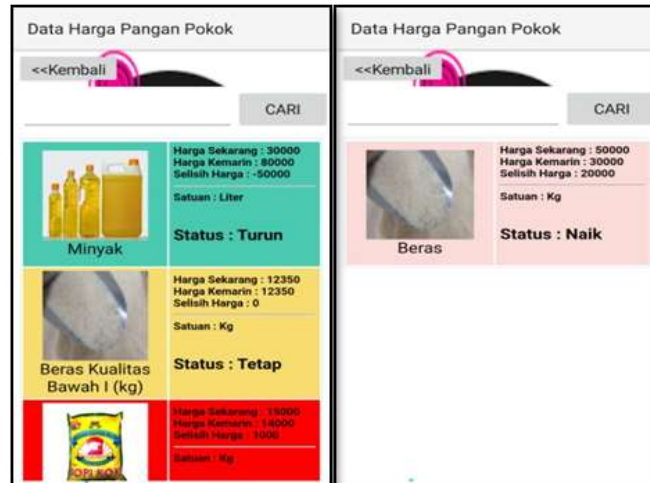 Data Harga Pangan Pokok
<<Kembali
CARI
Harga Sekarang : 30000
Harga Kemarin : 80000
Selisih Harga : -50000
Satuan : Liter
Status : Turun
Minyak
Harga Sekarang : 12350
Harga Kemarin : 12350
Selisih Harga : 0
Satuan : Kg
Status : Tetap
Beras Kualitas
Bawah I (kg)
Harga Sekarang : 15000
Harga Kemarin : 14000
Selisih Harga : 1000
Satuan : Kg
Data Harga Pangan Pokok
<<Kembali
CARI
Harga Sekarang : 50000
Harga Kemarin : 30000
Selisih Harga : 20000
Satuan : Kg
Status : Naik
Beras